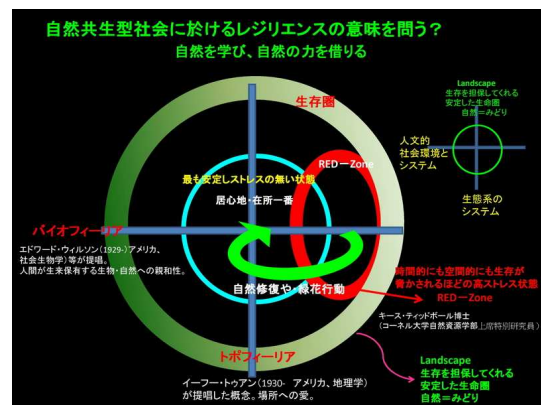 自然共生型社会に於けるレジリエンスの意味を問う?
自然を学び、自然の力を借りる
生存圏
Landscape
生存を担保してくれる
安定した生命圏
自然=みどり
人文的
社会環境と
システム
生態系の
システム
RED－Zone
最も安定しストレスの無い状態
居心地・在所一番
バイオフィーリア
エドワード・ウィルソン(1929-)アメリカ、
社会生物学)等が提唱。
人間が生来保有する生物・自然への親和性。
自然修復や・緑花行動
時間的にも空間的にも生存が
脅かされるほどの高ストレス状態
RED－Zone
キース・ティッドボール博士
(コーネル大学自然資源学部上席特別研究員)
トポフィーリア
イーフー・トゥアン(1930- アメリカ、地理学)
が提唱した概念。場所への愛。
Landscape
生存を担保してくれる
安定した生命圏
自然=みどり